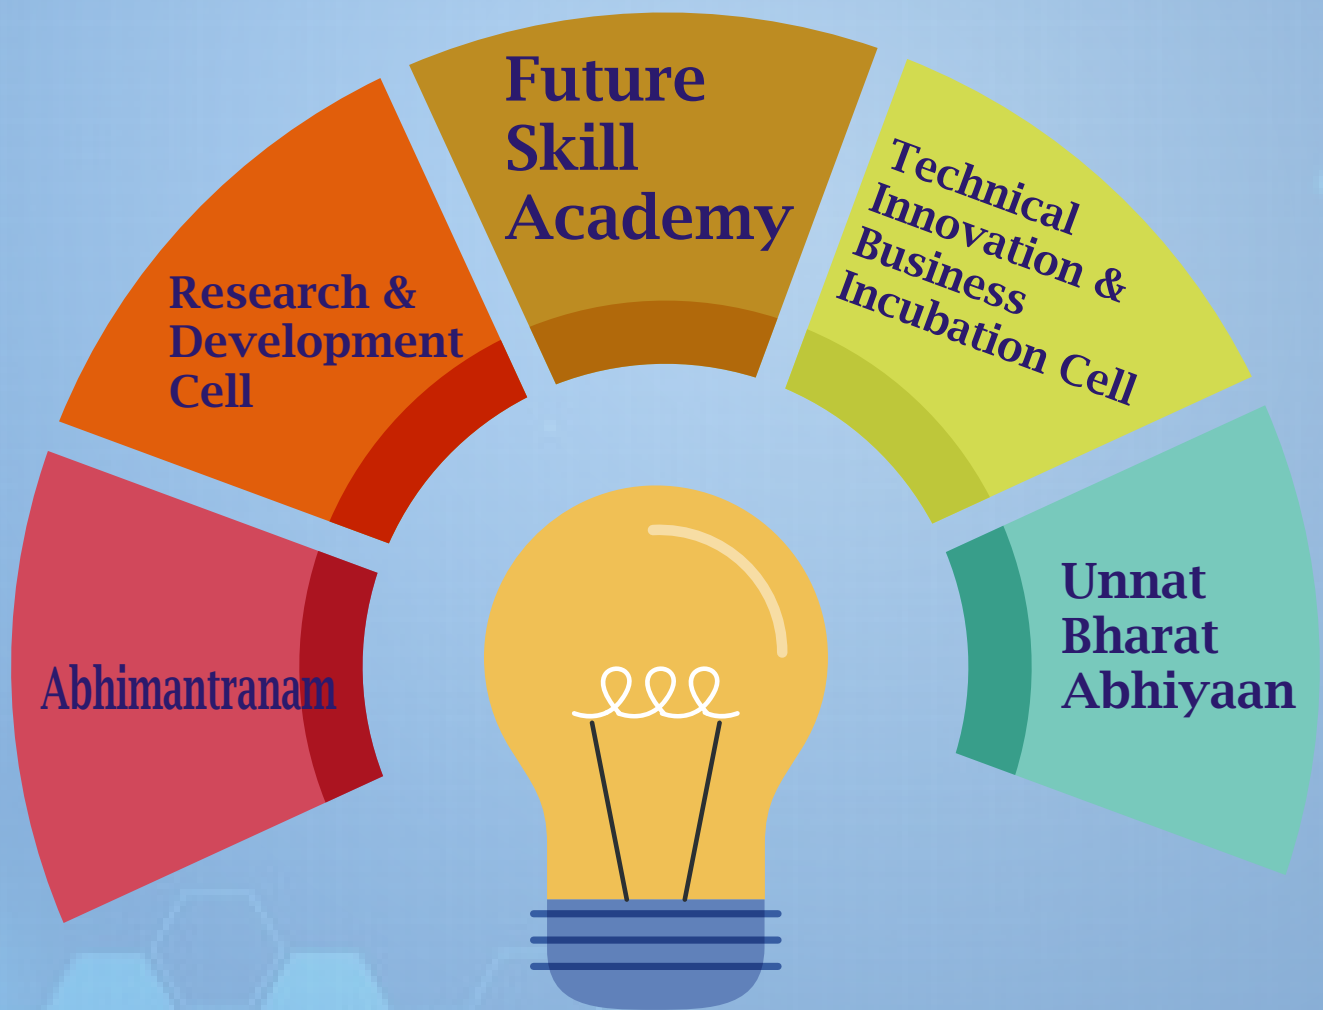 Future
Skill
Academy
Technical
Innovation &
Business
Incubation Cell
Research &
Development
Cell
Unnat
Bharat
Abhiyaan
Abhimantranam